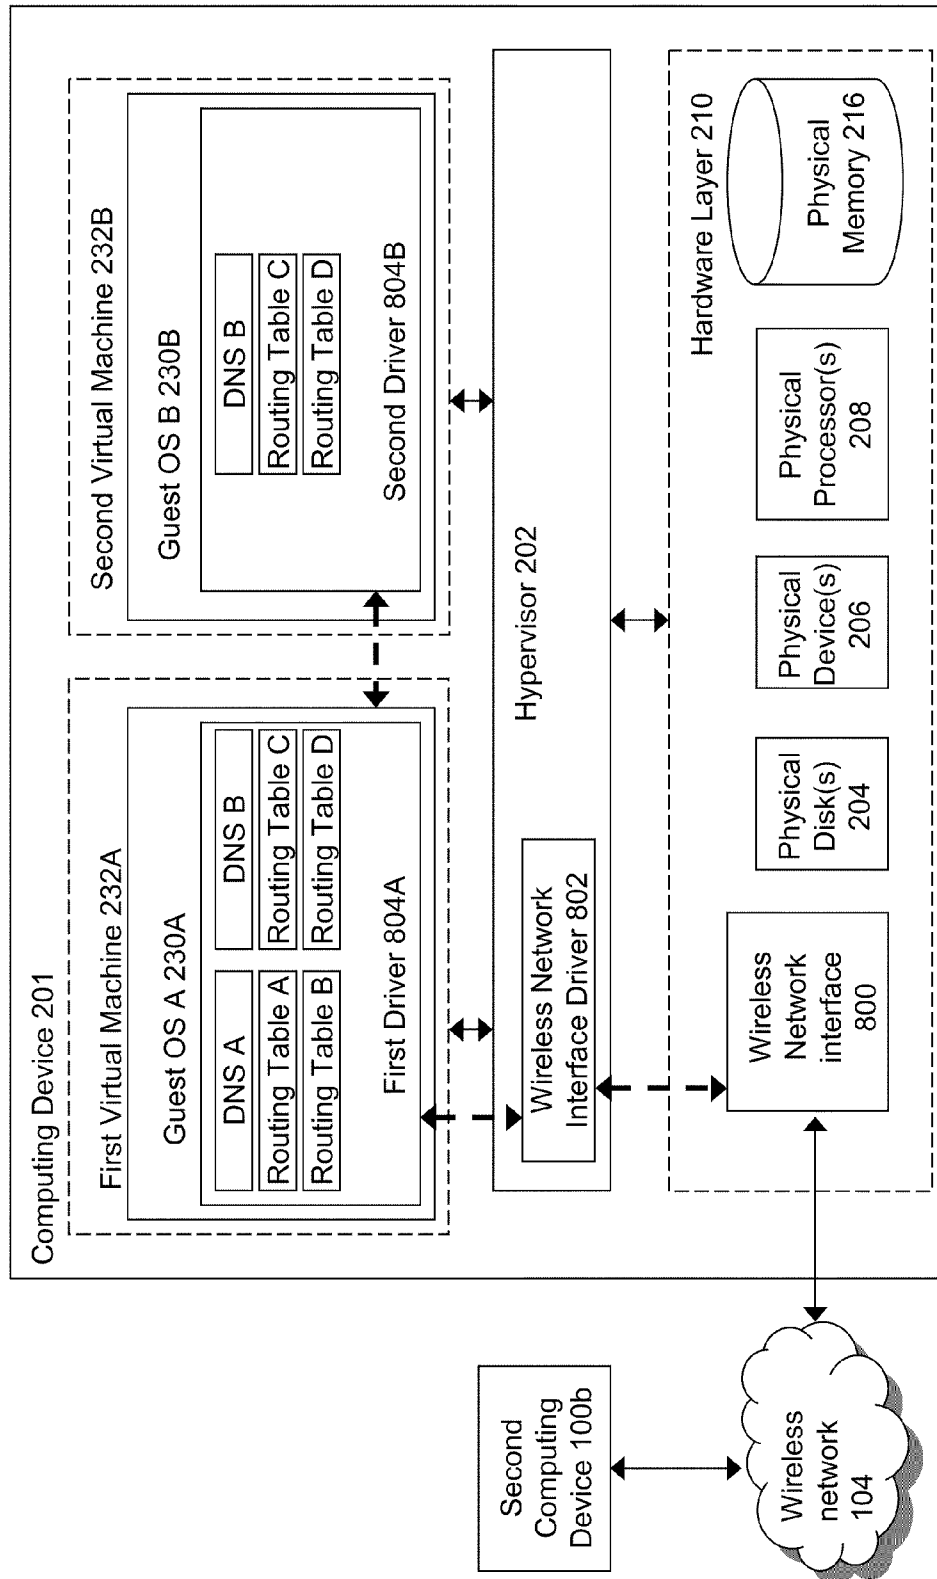 Computing Device 201
First Virtual Machine 232A
Guest OS A 230A
DNS A
Routing Table A
Routing Table B
DNS B
Routing Table C
Routing Table D
First Driver 804A
Second Virtual Machine 232B
Guest OS B 230B
DNS B
Routing Table C
Routing Table D
Second Driver 804B
Hypervisor 202
Wireless Network
Interface Driver 802
Hardware Layer 210
Wireless
Network
interface
800
Physical
Disk(s)
204
Physical
Device(s)
206
Physical
Processor(s)
208
Physical
Memory 216
Second
Computing
Device 100b
Wireless
network
104